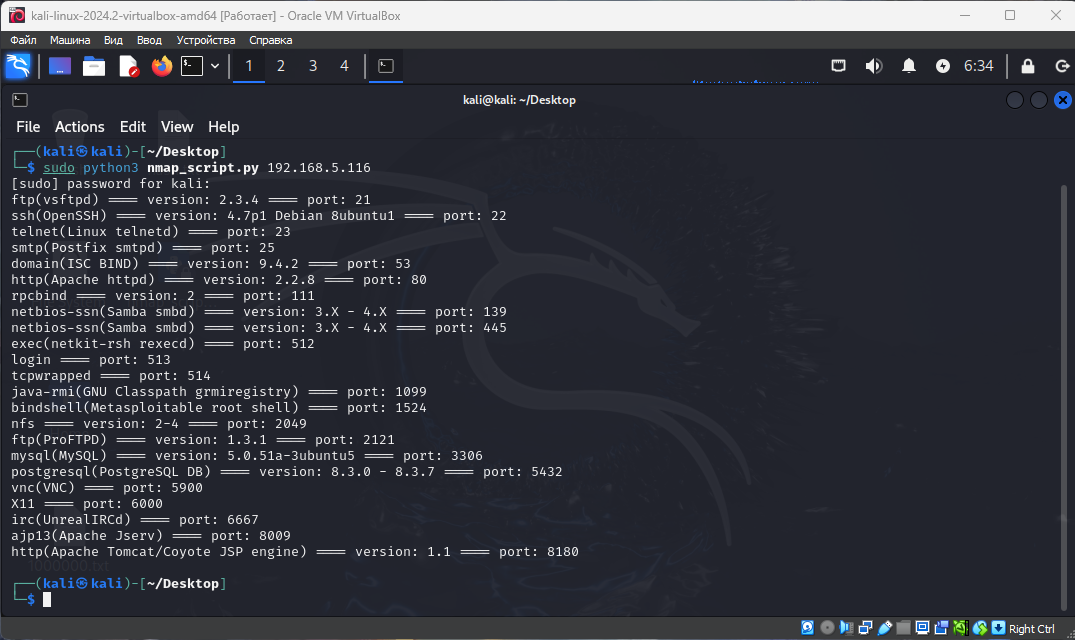 kali-linux-2024.2-virtualbox-amd64 [Работает] - Oracle VM VirtualBox
Файл Машина Вид Ввод Устройства Справка
1 2 3 4 6:34
kali@kali: ~/Desktop
File Actions Edit View Help
┌──(kali㉿kali)-[~/Desktop]
└─$ sudo python3 nmap_script.py 192.168.5.116
[sudo] password for kali:
ftp(vsftpd) ==== version: 2.3.4 ==== port: 21
ssh(OpenSSH) ==== version: 4.7p1 Debian 8ubuntu1 ==== port: 22
telnet(Linux telnetd) ==== port: 23
smtp(Postfix smtpd) ==== port: 25
domain(ISC BIND) ==== version: 9.4.2 ==== port: 53
http(Apache httpd) ==== version: 2.2.8 ==== port: 80
rpcbind ==== version: 2 ==== port: 111
netbios-ssn(Samba smbd) ==== version: 3.X - 4.X ==== port: 139
netbios-ssn(Samba smbd) ==== version: 3.X - 4.X ==== port: 445
exec(netkit-rsh rexecd) ==== port: 512
login ==== port: 513
tcpwrapped ==== port: 514
java-rmi(GNU Classpath grmiregistry) ==== port: 1099
bindshell(Metasploitable root shell) ==== port: 1524
nfs ==== version: 2-4 ==== port: 2049
ftp(ProFTPD) ==== version: 1.3.1 ==== port: 2121
mysql(MySQL) ==== version: 5.0.51a-3ubuntu5 ==== port: 3306
postgresql(PostgreSQL DB) ==== version: 8.3.0 - 8.3.7 ==== port: 5432
vnc(VNC) ==== port: 5900
X11 ==== port: 6000
irc(UnrealIRCd) ==== port: 6667
ajp13(Apache Jserv) ==== port: 8009
http(Apache Tomcat/Coyote JSP engine) ==== version: 1.1 ==== port: 8180
1000000.txt
┌──(kali㉿kali)-[~/Desktop]
└─$
Right Ctrl